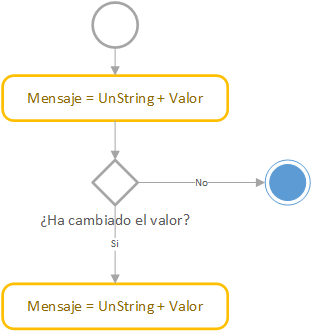 Mensaje = UnString + Valor
No
¿Ha cambiado el valor?
Si
Mensaje = UnString + Valor